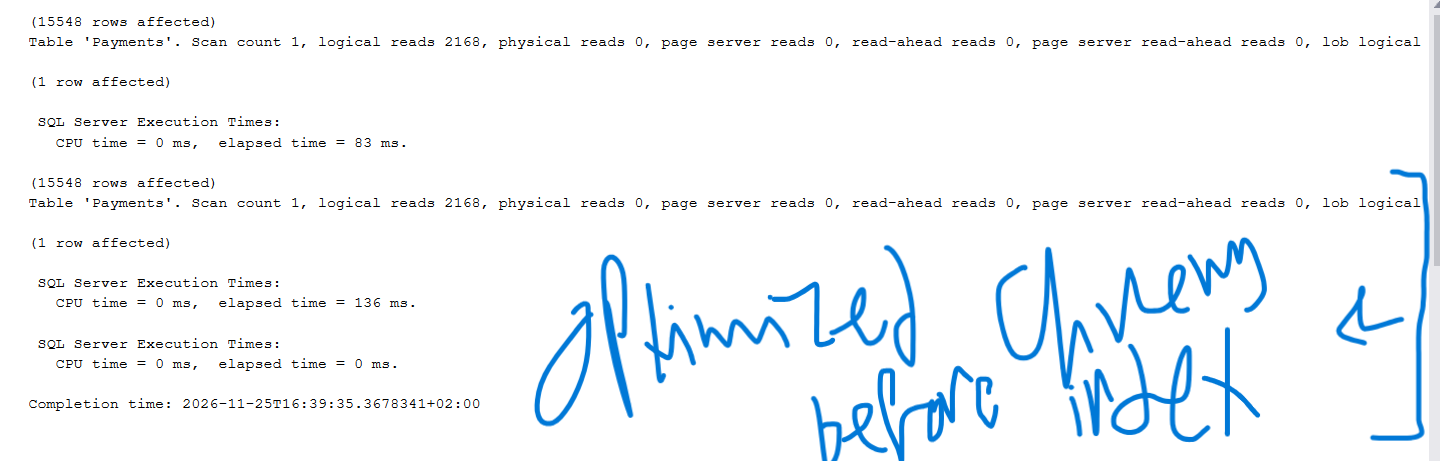 (15548 rows affected)
Table 'Payments'. Scan count 1, logical reads 2168, physical reads 0, page server reads 0, read-ahead reads 0, page server read-ahead reads 0, lob logical
(1 row affected)
SQL Server Execution Times:
CPU time = 0 ms,  elapsed time = 83 ms.
(15548 rows affected)
Table 'Payments'. Scan count 1, logical reads 2168, physical reads 0, page server reads 0, read-ahead reads 0, page server read-ahead reads 0, lob logical
(1 row affected)
SQL Server Execution Times:
CPU time = 0 ms,  elapsed time = 136 ms.
SQL Server Execution Times:
CPU time = 0 ms,  elapsed time = 0 ms.
Completion time: 2026-11-25T16:39:35.3678341+02:00
optimized
before index